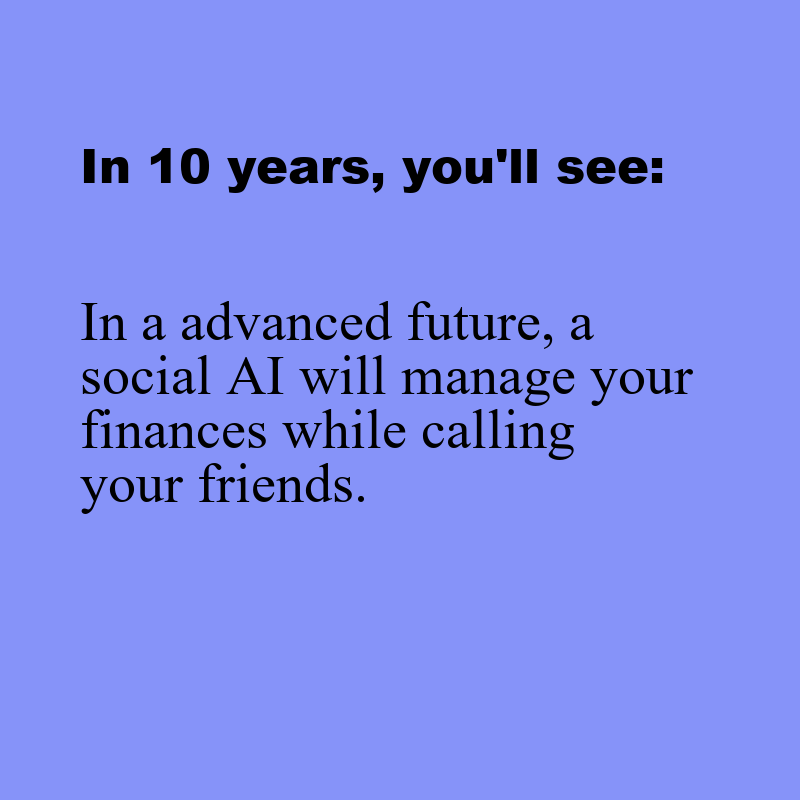 In 10 years, you'll see:
In a advanced future, a
social AI will manage your
finances while calling
your friends.